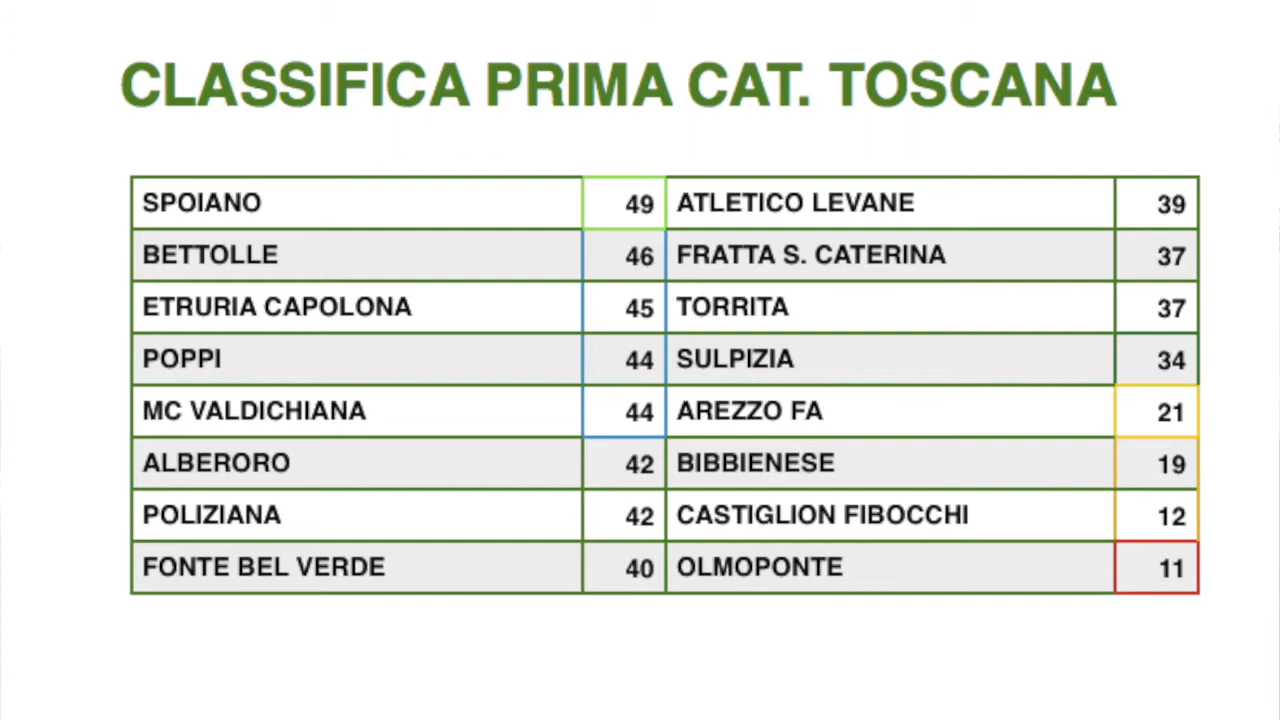 CLASSIFICA PRIMA CAT. TOSCANA
SPOIANO 49 ATLETICO LEVANE 39
BETTOLLE 46 FRATTA S. CATERINA 37
ETRURIA CAPOLONA 45 TORRITA 37
POPPI 44 SULPIZIA 34
MC VALDICHIANA 44 AREZZO FA 21
ALBERORO 42 BIBBIENESE 19
POLIZIANA 42 CASTIGLION FIBOCCHI 12
FONTE BEL VERDE 40 OLMOPONTE 11